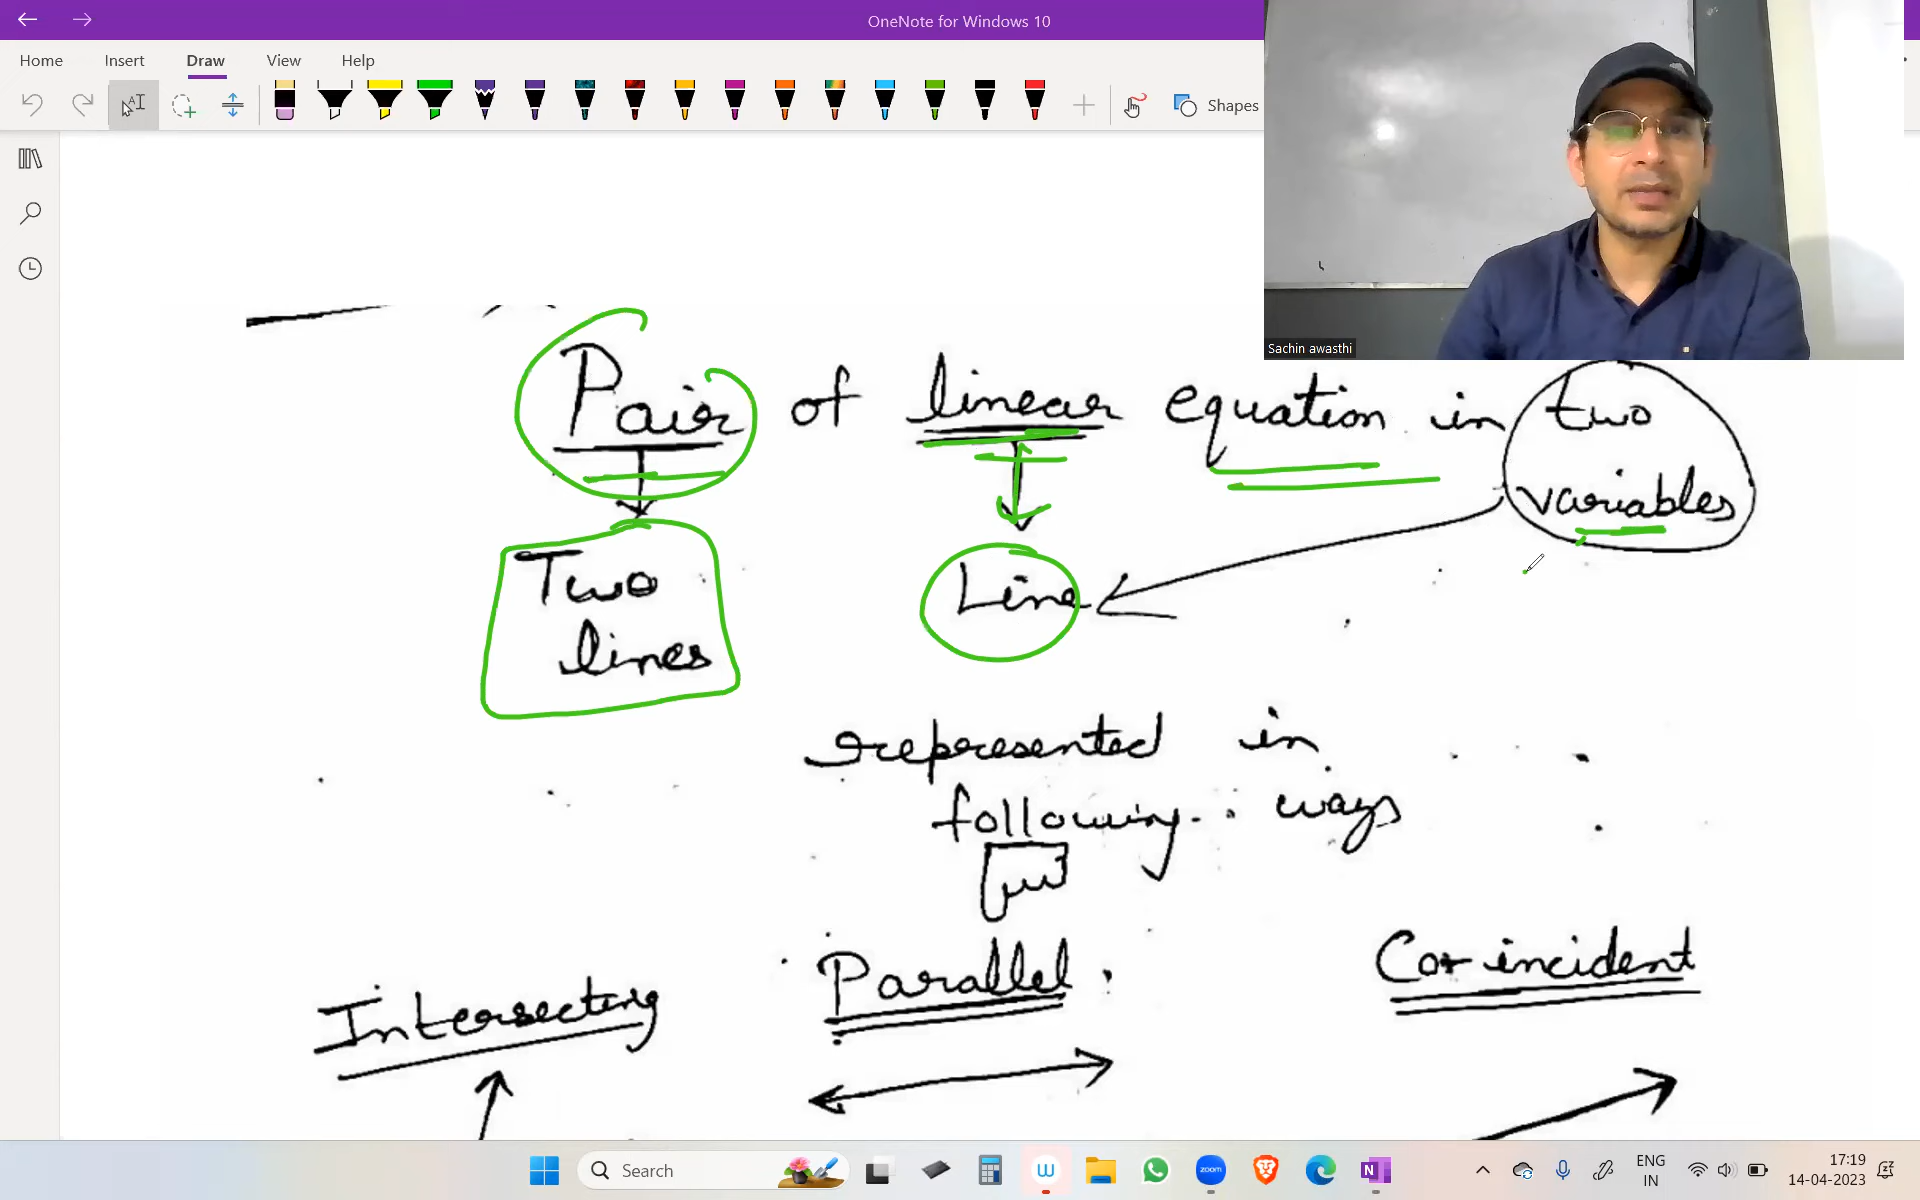 OneNote for Windows 10
Home Insert Draw View Help
Shapes
Sachin awasthi
Pair of linear equation in two
variables
Two
lines
Line
represented in
following ways
Intersecting Parallel Co-incident
Search
zoom
ENG
IN
17:19
14-04-2023